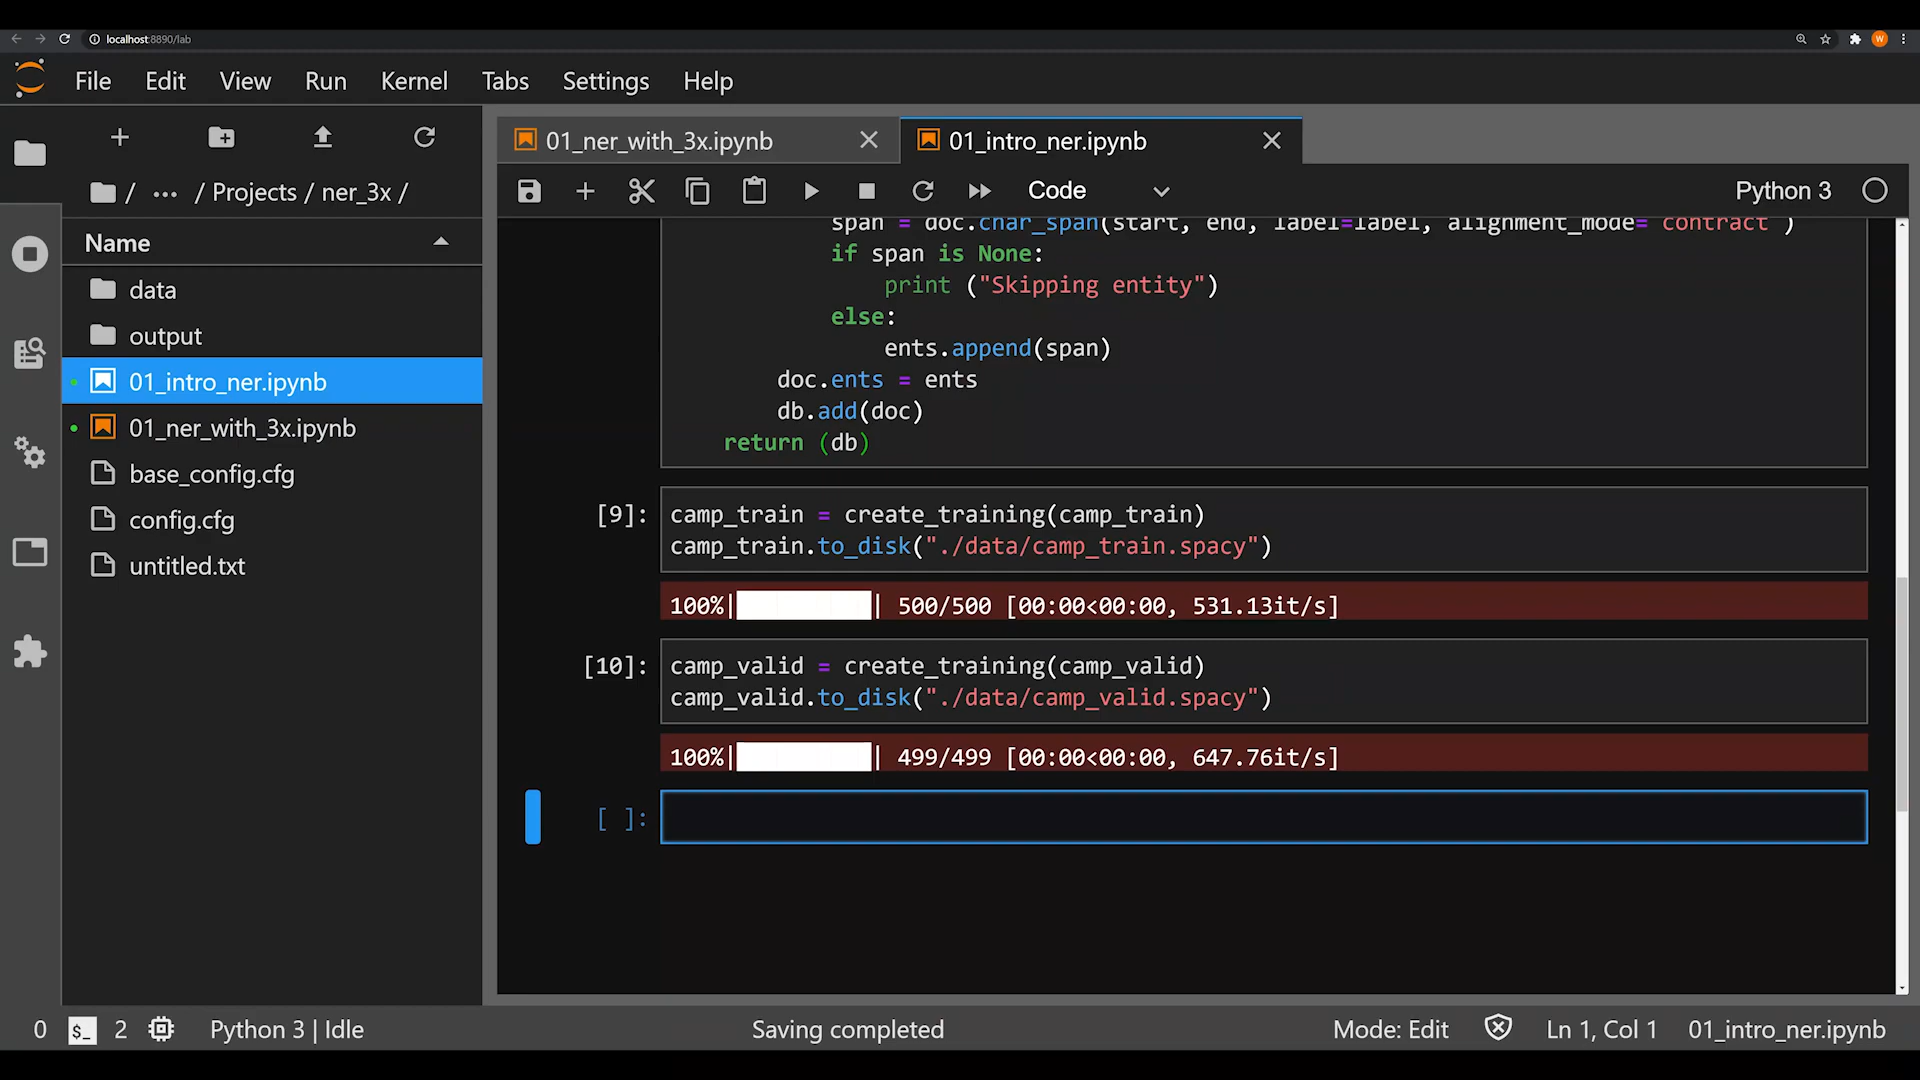 localhost:8890/lab
W
File Edit View Run Kernel Tabs Settings Help
01_ner_with_3x.ipynb
01_intro_ner.ipynb
/ ... / Projects / ner_3x /
Code
Python 3
Name
data
output
01_intro_ner.ipynb
01_ner_with_3x.ipynb
base_config.cfg
config.cfg
untitled.txt
span = doc.char_span(start, end, label=label, alignment_mode= contract )
if span is None:
print ("Skipping entity")
else:
ents.append(span)
doc.ents = ents
db.add(doc)
return (db)
[9]: camp_train = create_training(camp_train)
camp_train.to_disk("./data/camp_train.spacy")
100%| | 500/500 [00:00<00:00, 531.13it/s]
[10]: camp_valid = create_training(camp_valid)
camp_valid.to_disk("./data/camp_valid.spacy")
100%| | 499/499 [00:00<00:00, 647.76it/s]
[ ]:
0 $_ 2 Python 3 | Idle Saving completed Mode: Edit Ln 1, Col 1 01_intro_ner.ipynb